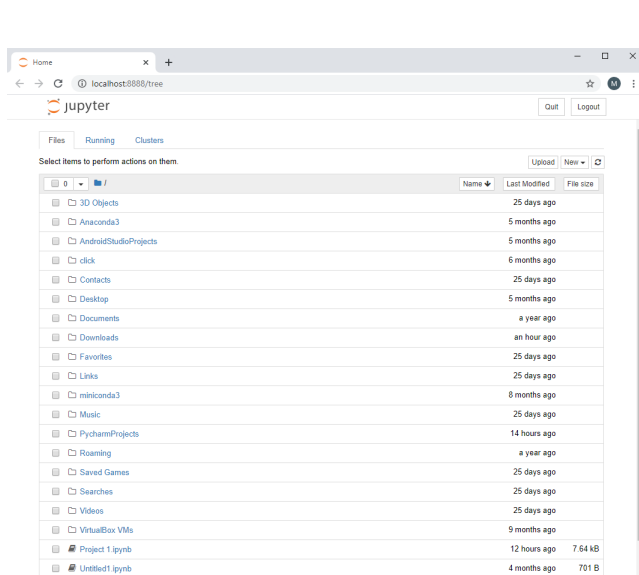 Home
localhost:8888/tree
M
jupyter
Quit Logout
Files Running Clusters
Select items to perform actions on them.
Upload New
0 / Name Last Modified File size
3D Objects 25 days ago
Anaconda3 5 months ago
AndroidStudioProjects 5 months ago
click 6 months ago
Contacts 25 days ago
Desktop 5 months ago
Documents a year ago
Downloads an hour ago
Favorites 25 days ago
Links 25 days ago
miniconda3 8 months ago
Music 25 days ago
PycharmProjects 14 hours ago
Roaming a year ago
Saved Games 25 days ago
Searches 25 days ago
Videos 25 days ago
VirtualBox VMs 9 months ago
Project 1.ipynb 12 hours ago 7.64 kB
Untitled1.ipynb 4 months ago 701 B